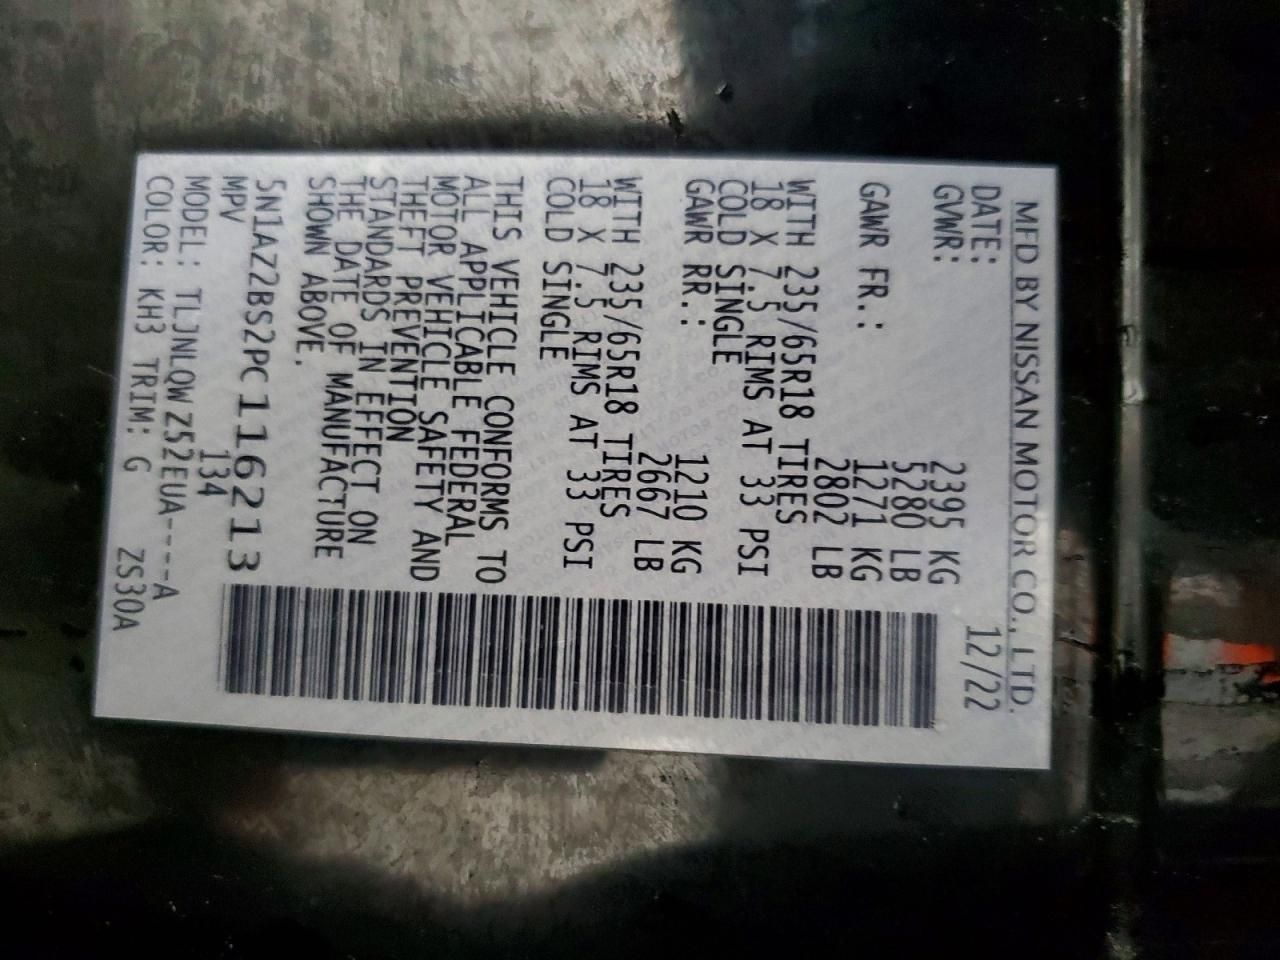 MFD BY NISSAN MOTOR CO., LTD.
DATE: 12/22
GVWR: 2395 KG
5280 LB
GAWR FR.: 1271 KG
2802 LB
WITH 235/65R18 TIRES
18 X 7.5 RIMS AT 33 PSI
COLD SINGLE
GAWR RR.: 1210 KG
2667 LB
WITH 235/65R18 TIRES
18 X 7.5 RIMS AT 33 PSI
COLD SINGLE
THIS VEHICLE CONFORMS TO
ALL APPLICABLE FEDERAL
MOTOR VEHICLE SAFETY AND
THEFT PREVENTION
STANDARDS IN EFFECT ON
THE DATE OF MANUFACTURE
SHOWN ABOVE.
5N1AZ2BS2PC116213
MPV 134
MODEL: TLJNLQWZ52EUA----A
COLOR: KH3 TRIM: G ZS30A